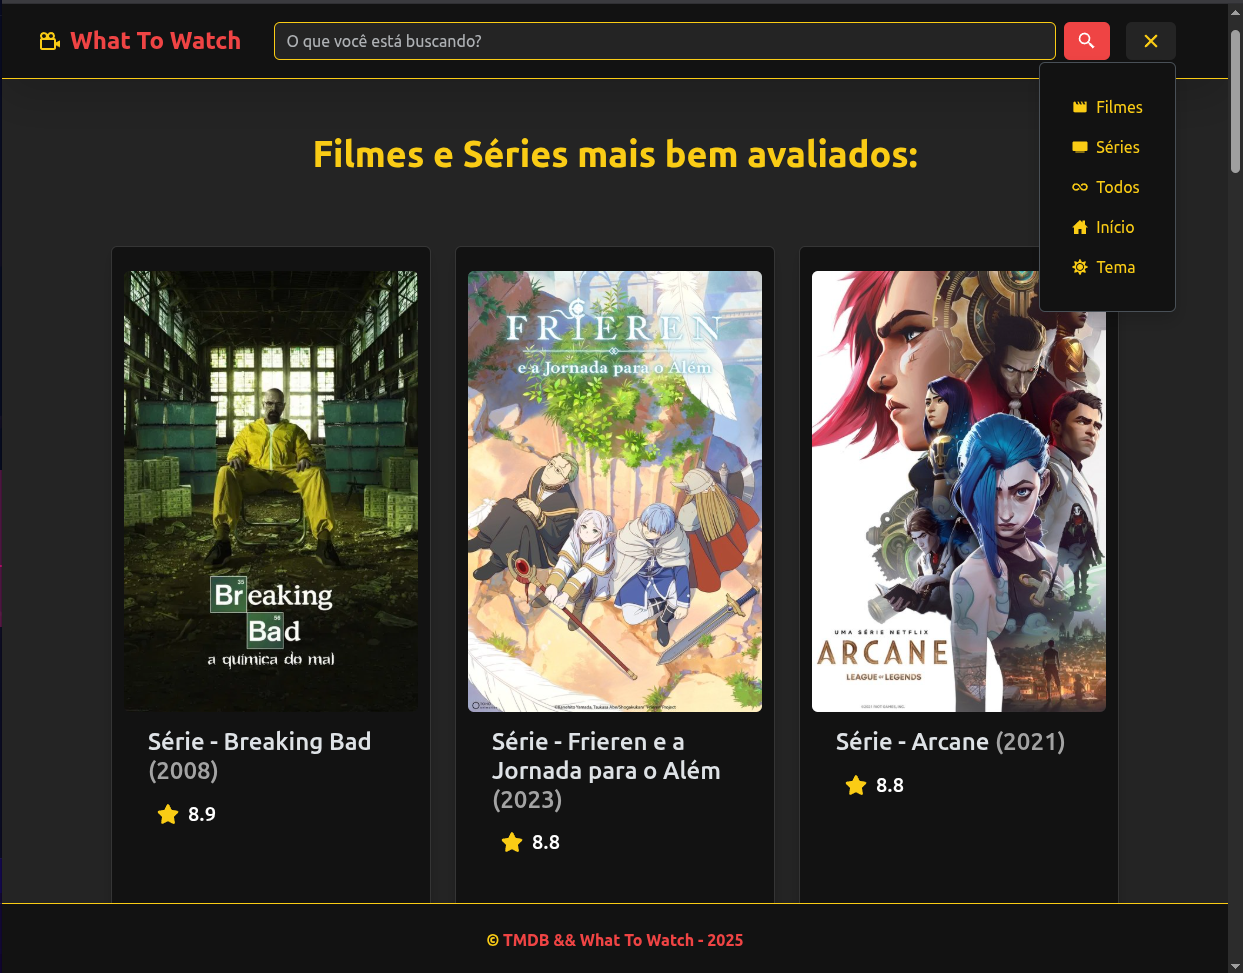 What To Watch
O que você está buscando?
Filmes
Séries
Todos
Início
Tema
Filmes e Séries mais bem avaliados:
35
Breaking
56
Bad
a química do mal
Série - Breaking Bad
(2008)
8.9
FRIEREN
e a Jornada para o Além
Série - Frieren e a
Jornada para o Além
(2023)
8.8
UMA SÉRIE NETFLIX
ARCANE
LEAGUE of LEGENDS
Série - Arcane (2021)
8.8
© TMDB && What To Watch - 2025